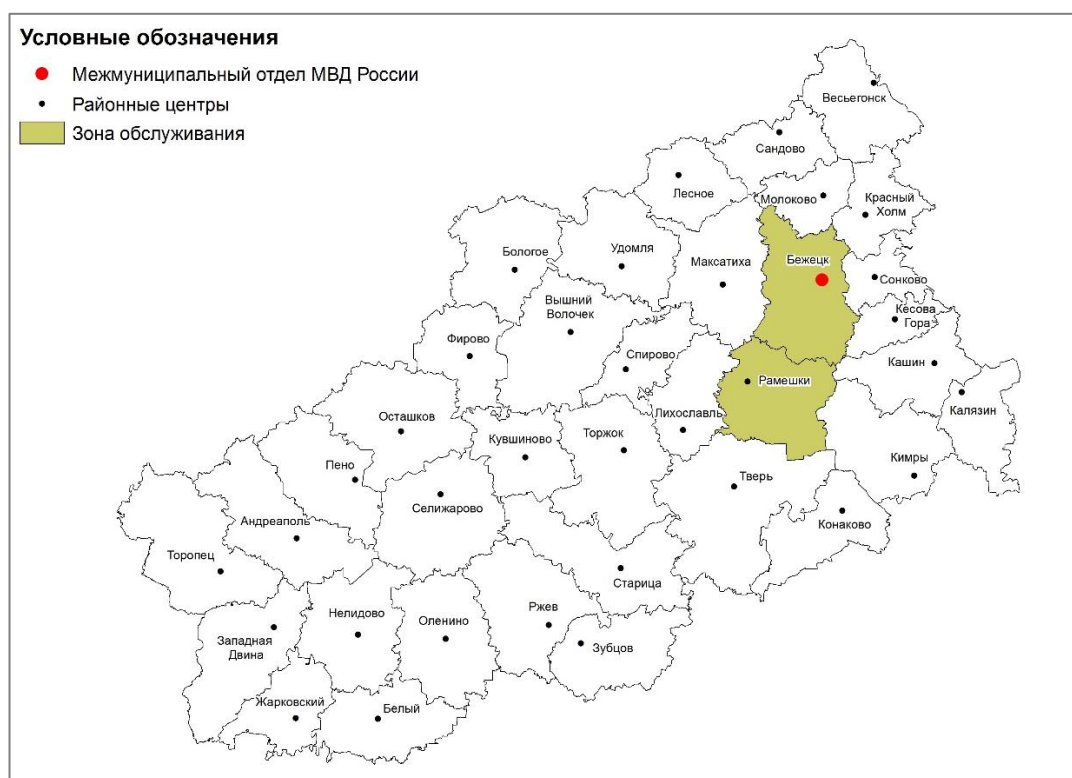 Условные обозначения
Межмуниципальный отдел МВД России
Районные центры
Зона обслуживания
Весьегонск
Сандово
Лесное
Молоково
Красный
Холм
Бологое
Удомля
Максатиха
Бежецк
Сонково
Вышний
Волочек
Кесова
Гора
Фирово
Спирово
Кашин
Рамешки
Калязин
Осташков
Лихославль
Кувшиново
Торжок
Пено
Кимры
Тверь
Селижарово
Андреаполь
Конаково
Торопец
Старица
Нелидово
Оленино
Ржев
Западная
Двина
Зубцов
Жарковский
Белый